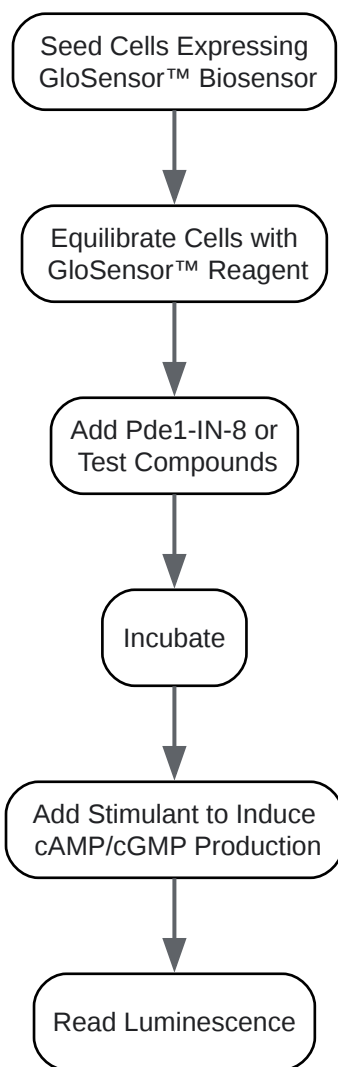 Seed Cells Expressing
GloSensor™ Biosensor
Equilibrate Cells with
GloSensor™ Reagent
Add Pde1-IN-8 or
Test Compounds
Incubate
Add Stimulant to Induce
cAMP/cGMP Production
Read Luminescence